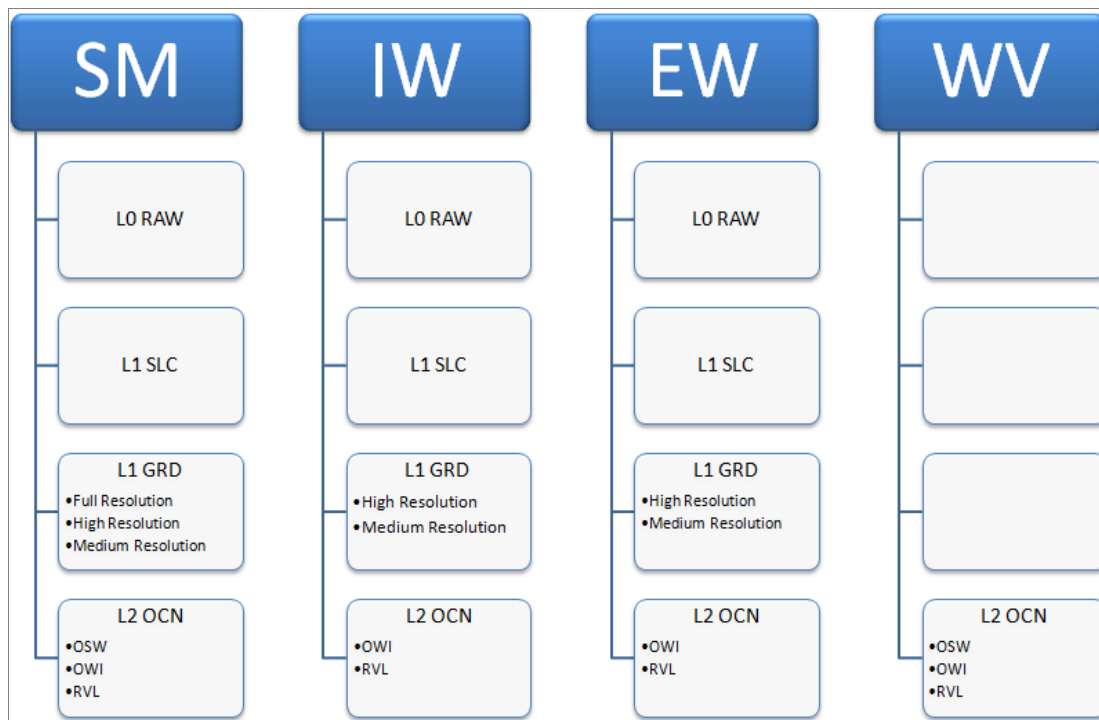 SM
L0 RAW
L1 SLC
L1 GRD
•Full Resolution
•High Resolution
•Medium Resolution
L2 OCN
•OSW
•OWI
•RVL
IW
L0 RAW
L1 SLC
L1 GRD
•High Resolution
•Medium Resolution
L2 OCN
•OWI
•RVL
EW
L0 RAW
L1 SLC
L1 GRD
•High Resolution
•Medium Resolution
L2 OCN
•OWI
•RVL
WV
L2 OCN
•OSW
•OWI
•RVL